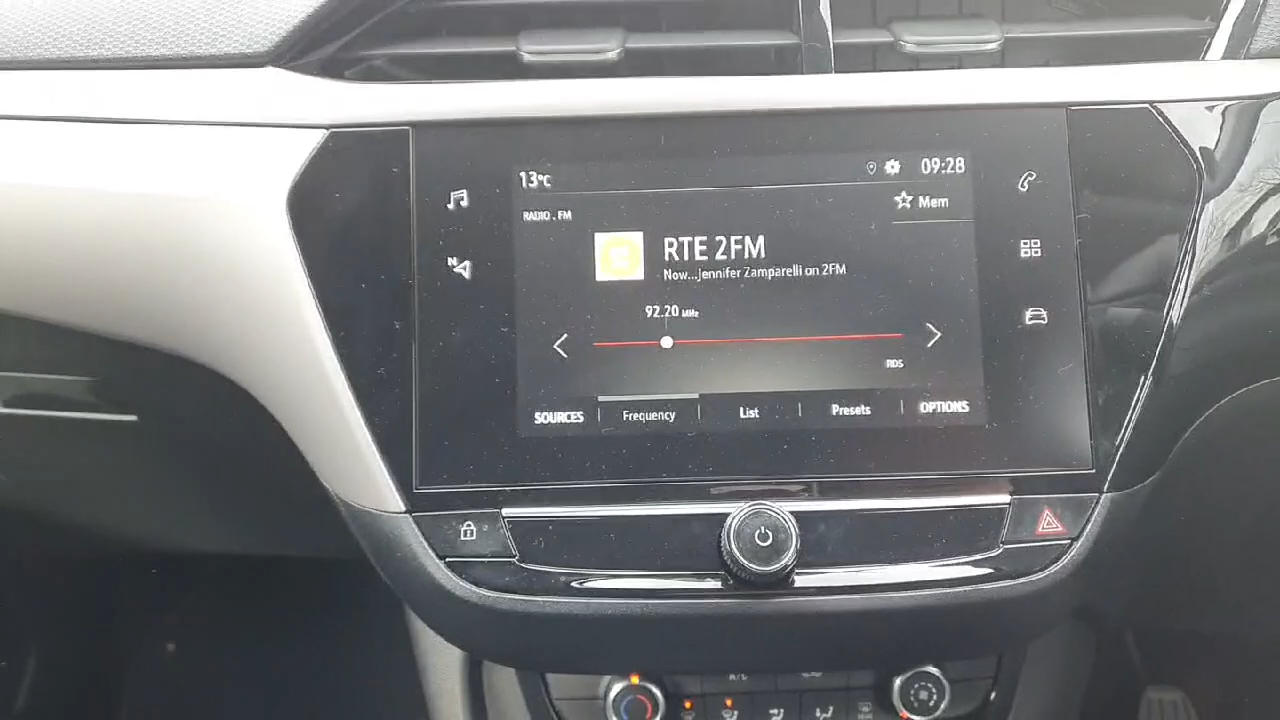 13°C
09:28
RADIO . FM
Mem
RTE 2FM
Now...Jennifer Zamparelli on 2FM
92.20 MHz
RDS
SOURCES
Frequency
List
Presets
OPTIONS
N
A/C